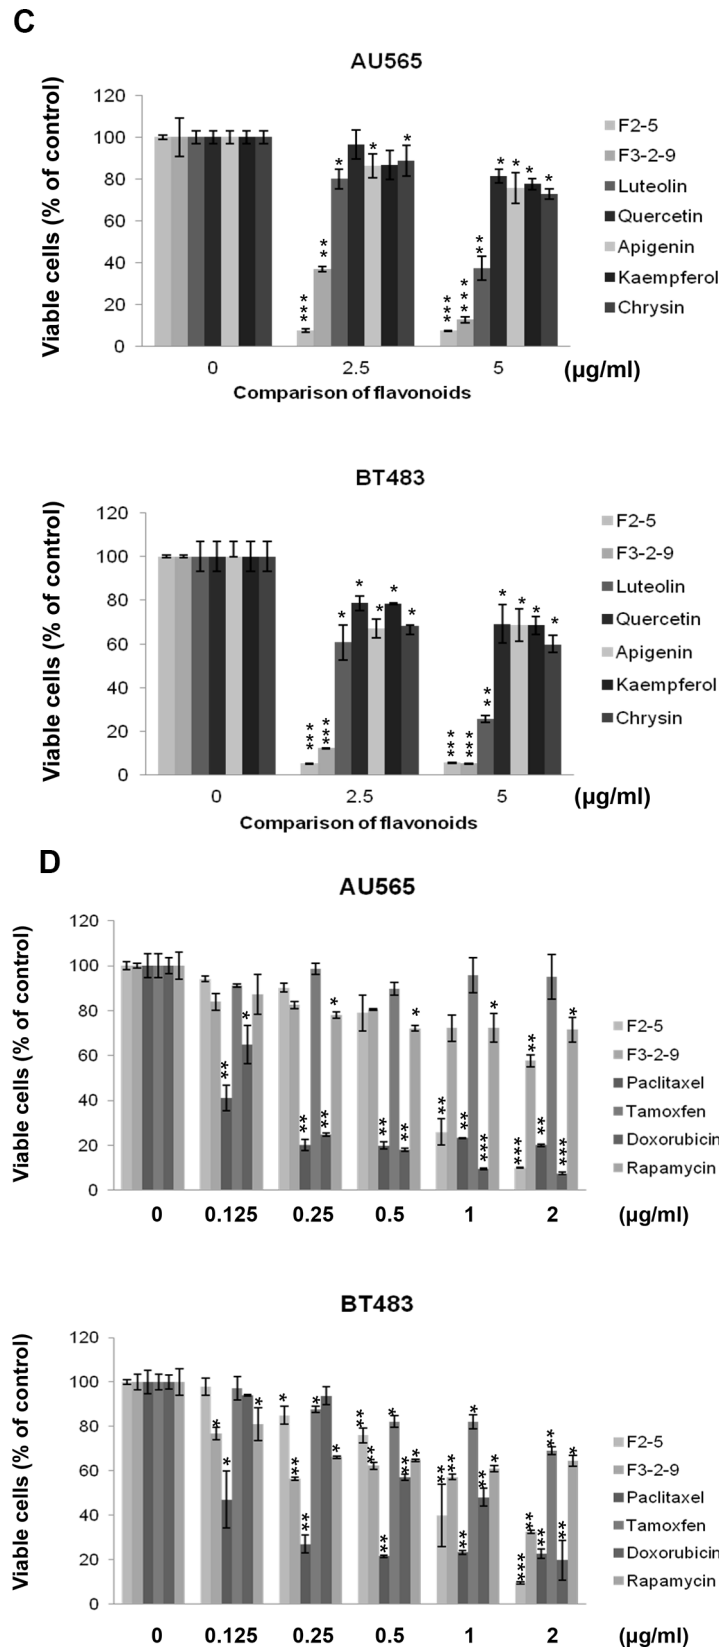 C
AU565
Viable cells (% of control)
120
100
80
60
40
20
0
*** ** * * *
*** *** ** * * * *
0 2.5 5 (µg/ml)
Comparison of flavonoids
F2-5
F3-2-9
Luteolin
Quercetin
Apigenin
Kaempferol
Chrysin
BT483
Viable cells (% of control)
120
100
80
60
40
20
0
*** *** * * * * *
*** *** ** * * * *
0 2.5 5 (µg/ml)
Comparison of flavonoids
F2-5
F3-2-9
Luteolin
Quercetin
Apigenin
Kaempferol
Chrysin
D
AU565
Viable cells (% of control)
120
100
80
60
40
20
0
** *
** ** *
** ** *
** ** *** *
*** ** ** *** *
0 0.125 0.25 0.5 1 2 (µg/ml)
F2-5
F3-2-9
Paclitaxel
Tamoxfen
Doxorubicin
Rapamycin
BT483
Viable cells (% of control)
120
100
80
60
40
20
0
* * *
* ** ** * *
** ** ** * ** *
** ** ** * ** *
*** ** ** ** ** *
0 0.125 0.25 0.5 1 2 (µg/ml)
F2-5
F3-2-9
Paclitaxel
Tamoxfen
Doxorubicin
Rapamycin